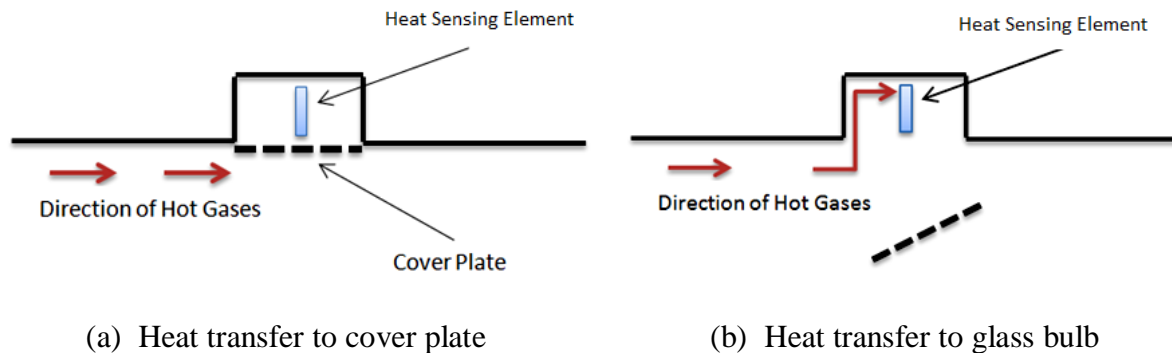 Heat Sensing Element
Direction of Hot Gases
Cover Plate
(a) Heat transfer to cover plate
Heat Sensing Element
Direction of Hot Gases
(b) Heat transfer to glass bulb